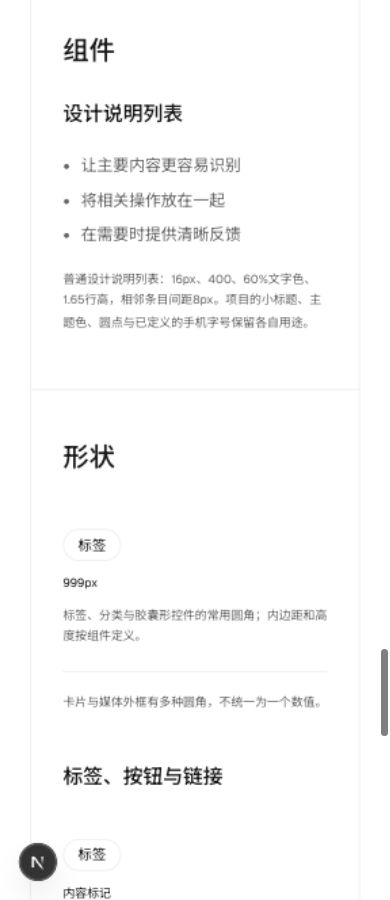 组件
设计说明列表
• 让主要内容更容易识别
• 将相关操作放在一起
• 在需要时提供清晰反馈
普通设计说明列表：16px、400、60%文字色、
1.65行高，相邻条目间距8px。项目的小标题、主
题色、圆点与已定义的手机字号保留各自用途。
形状
标签
999px
标签、分类与胶囊形控件的常用圆角；内边距和高
度按组件定义。
卡片与媒体外框有多种圆角，不统一为一个数值。
标签、按钮与链接
N
标签
内容标记